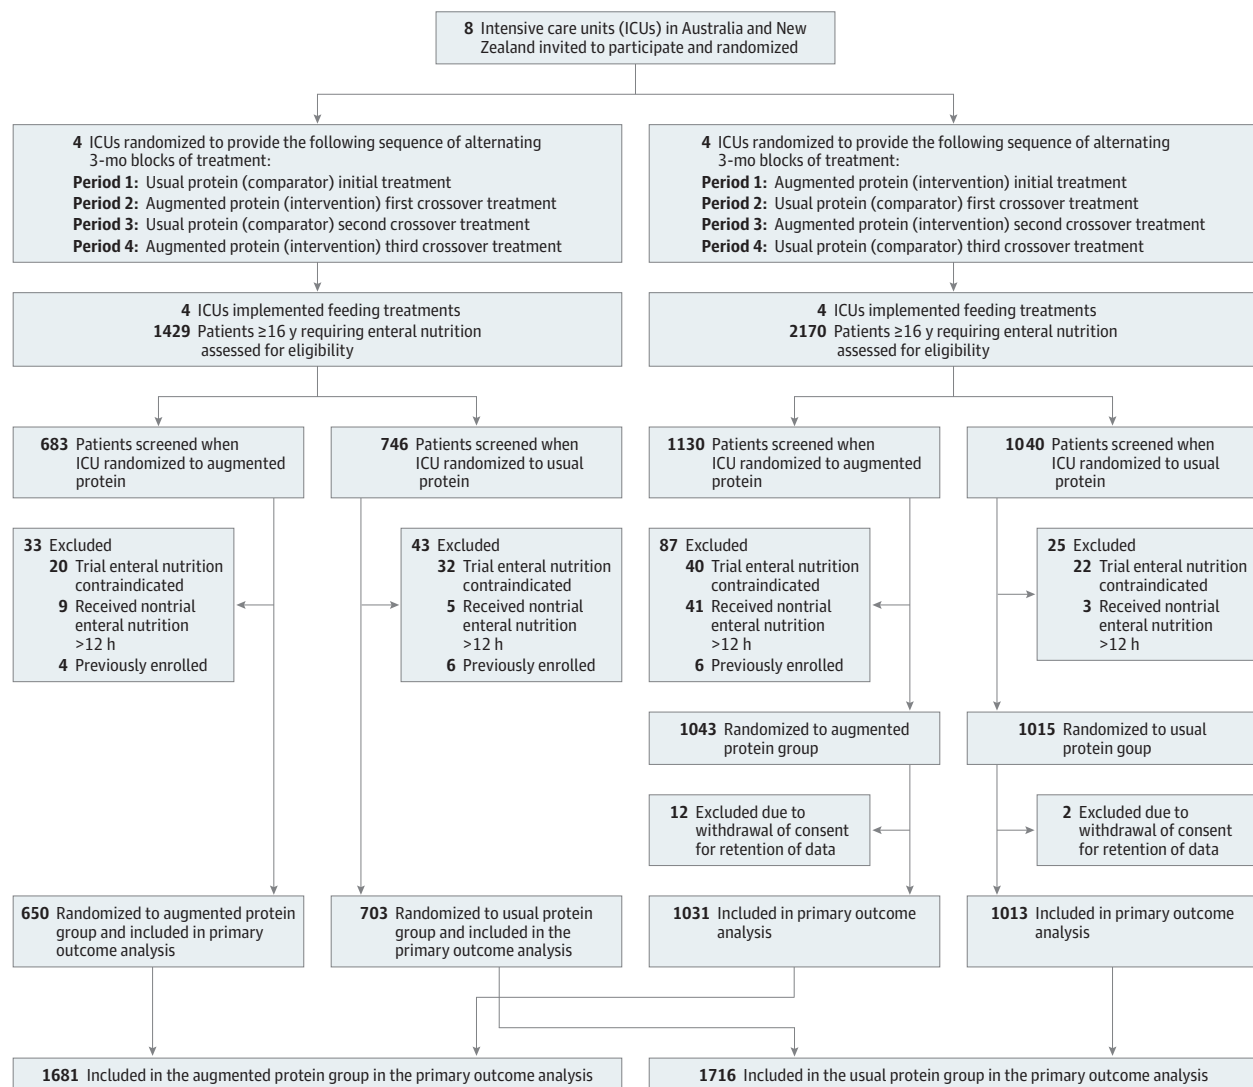 8 Intensive care units (ICUs) in Australia and New
Zealand invited to participate and randomized
4 ICUs randomized to provide the following sequence of alternating
3-mo blocks of treatment:
Period 1: Usual protein (comparator) initial treatment
Period 2: Augmented protein (intervention) first crossover treatment
Period 3: Usual protein (comparator) second crossover treatment
Period 4: Augmented protein (intervention) third crossover treatment
4 ICUs randomized to provide the following sequence of alternating
3-mo blocks of treatment:
Period 1: Augmented protein (intervention) initial treatment
Period 2: Usual protein (comparator) first crossover treatment
Period 3: Augmented protein (intervention) second crossover treatment
Period 4: Usual protein (comparator) third crossover treatment
4 ICUs implemented feeding treatments
1429 Patients ≥16 y requiring enteral nutrition
assessed for eligibility
4 ICUs implemented feeding treatments
2170 Patients ≥16 y requiring enteral nutrition
assessed for eligibility
683 Patients screened when
ICU randomized to augmented
protein
746 Patients screened when
ICU randomized to usual
protein
1130 Patients screened when
ICU randomized to augmented
protein
1040 Patients screened when
ICU randomized to usual
protein
33 Excluded
20 Trial enteral nutrition
contraindicated
9 Received nontrial
enteral nutrition
>12 h
4 Previously enrolled
43 Excluded
32 Trial enteral nutrition
contraindicated
5 Received nontrial
enteral nutrition
>12 h
6 Previously enrolled
87 Excluded
40 Trial enteral nutrition
contraindicated
41 Received nontrial
enteral nutrition
>12 h
6 Previously enrolled
25 Excluded
22 Trial enteral nutrition
contraindicated
3 Received nontrial
enteral nutrition
>12 h
1043 Randomized to augmented
protein group
1015 Randomized to usual
protein goup
12 Excluded due to
withdrawal of consent
for retention of data
2 Excluded due to
withdrawal of consent
for retention of data
650 Randomized to augmented protein
group and included in primary
outcome analysis
703 Randomized to usual protein
group and included in the
primary outcome analysis
1031 Included in primary outcome
analysis
1013 Included in primary outcome
analysis
1681 Included in the augmented protein group in the primary outcome analysis
1716 Included in the usual protein group in the primary outcome analysis